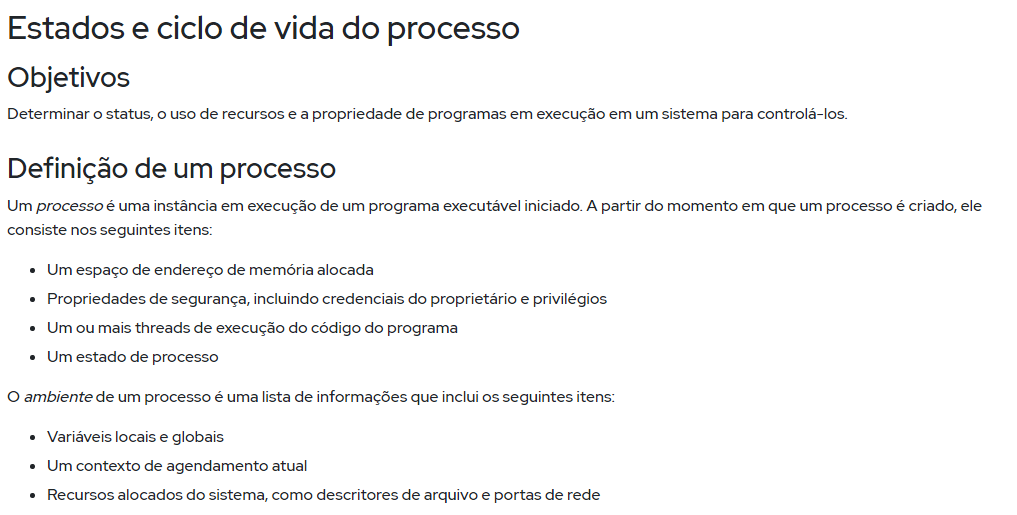 Estados e ciclo de vida do processo
Objetivos
Determinar o status, o uso de recursos e a propriedade de programas em execução em um sistema para controlá-los.
Definição de um processo
Um processo é uma instância em execução de um programa executável iniciado. A partir do momento em que um processo é criado, ele
consiste nos seguintes itens:
• Um espaço de endereço de memória alocada
• Propriedades de segurança, incluindo credenciais do proprietário e privilégios
• Um ou mais threads de execução do código do programa
• Um estado de processo
O ambiente de um processo é uma lista de informações que inclui os seguintes itens:
• Variáveis locais e globais
• Um contexto de agendamento atual
• Recursos alocados do sistema, como descritores de arquivo e portas de rede